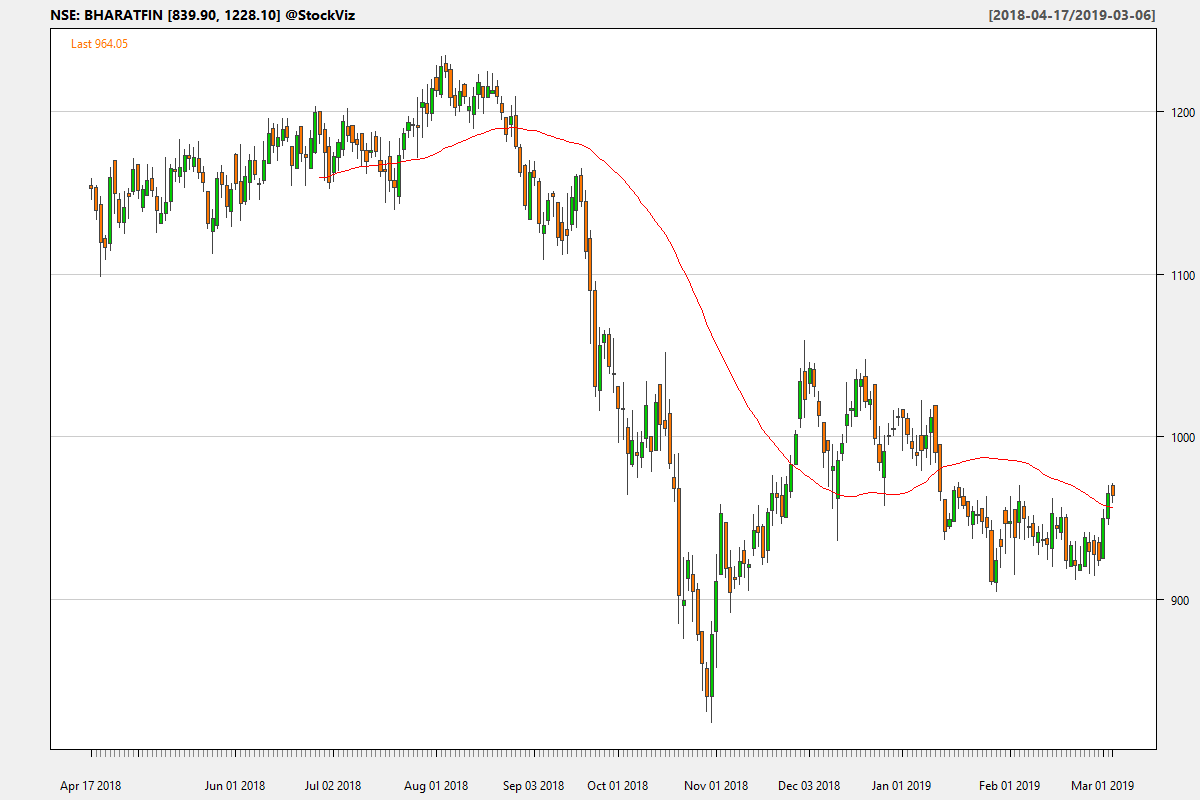 NSE: BHARATFIN [839.90, 1228.10] @StockViz [2018-04-17/2019-03-06]
Last 964.05
1200
1100
1000
900
Apr 17 2018 Jun 01 2018 Jul 02 2018 Aug 01 2018 Sep 03 2018 Oct 01 2018 Nov 01 2018 Dec 03 2018 Jan 01 2019 Feb 01 2019 Mar 01 2019